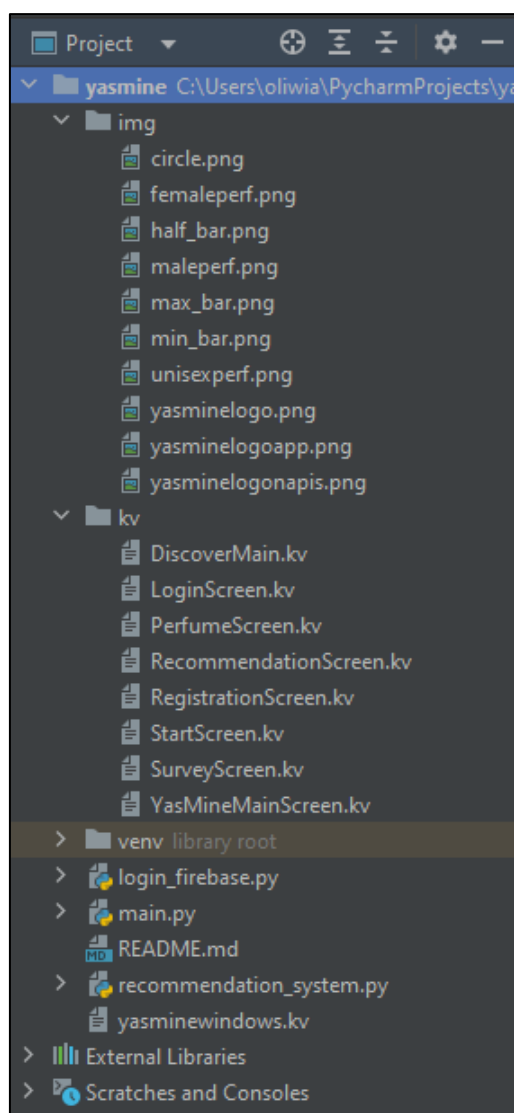 Project
yasmine C:\Users\oliwia\PycharmProjects\ya
img
circle.png
femaleperf.png
half_bar.png
maleperf.png
max_bar.png
min_bar.png
unisexperf.png
yasminelogo.png
yasminelogoapp.png
yasminelogonapis.png
kv
DiscoverMain.kv
LoginScreen.kv
PerfumeScreen.kv
RecommendationScreen.kv
RegistrationScreen.kv
StartScreen.kv
SurveyScreen.kv
YasMineMainScreen.kv
venv library root
login_firebase.py
main.py
MD README.md
recommendation_system.py
yasminewindows.kv
External Libraries
Scratches and Consoles